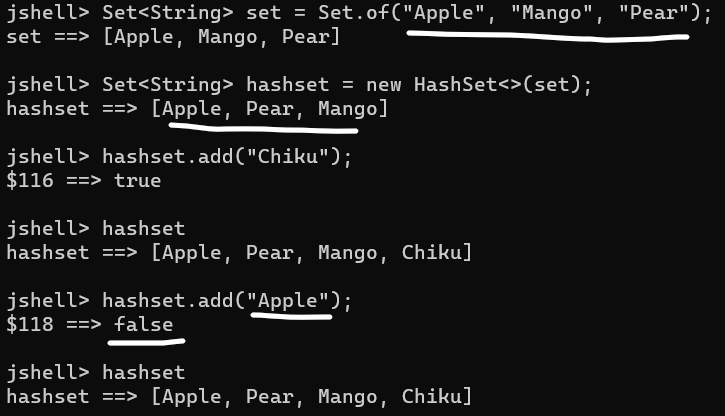 jshell> Set<String> set = Set.of("Apple", "Mango", "Pear");
set ==> [Apple, Mango, Pear]
jshell> Set<String> hashset = new HashSet<>(set);
hashset ==> [Apple, Pear, Mango]
jshell> hashset.add("Chiku");
$116 ==> true
jshell> hashset
hashset ==> [Apple, Pear, Mango, Chiku]
jshell> hashset.add("Apple");
$118 ==> false
jshell> hashset
hashset ==> [Apple, Pear, Mango, Chiku]